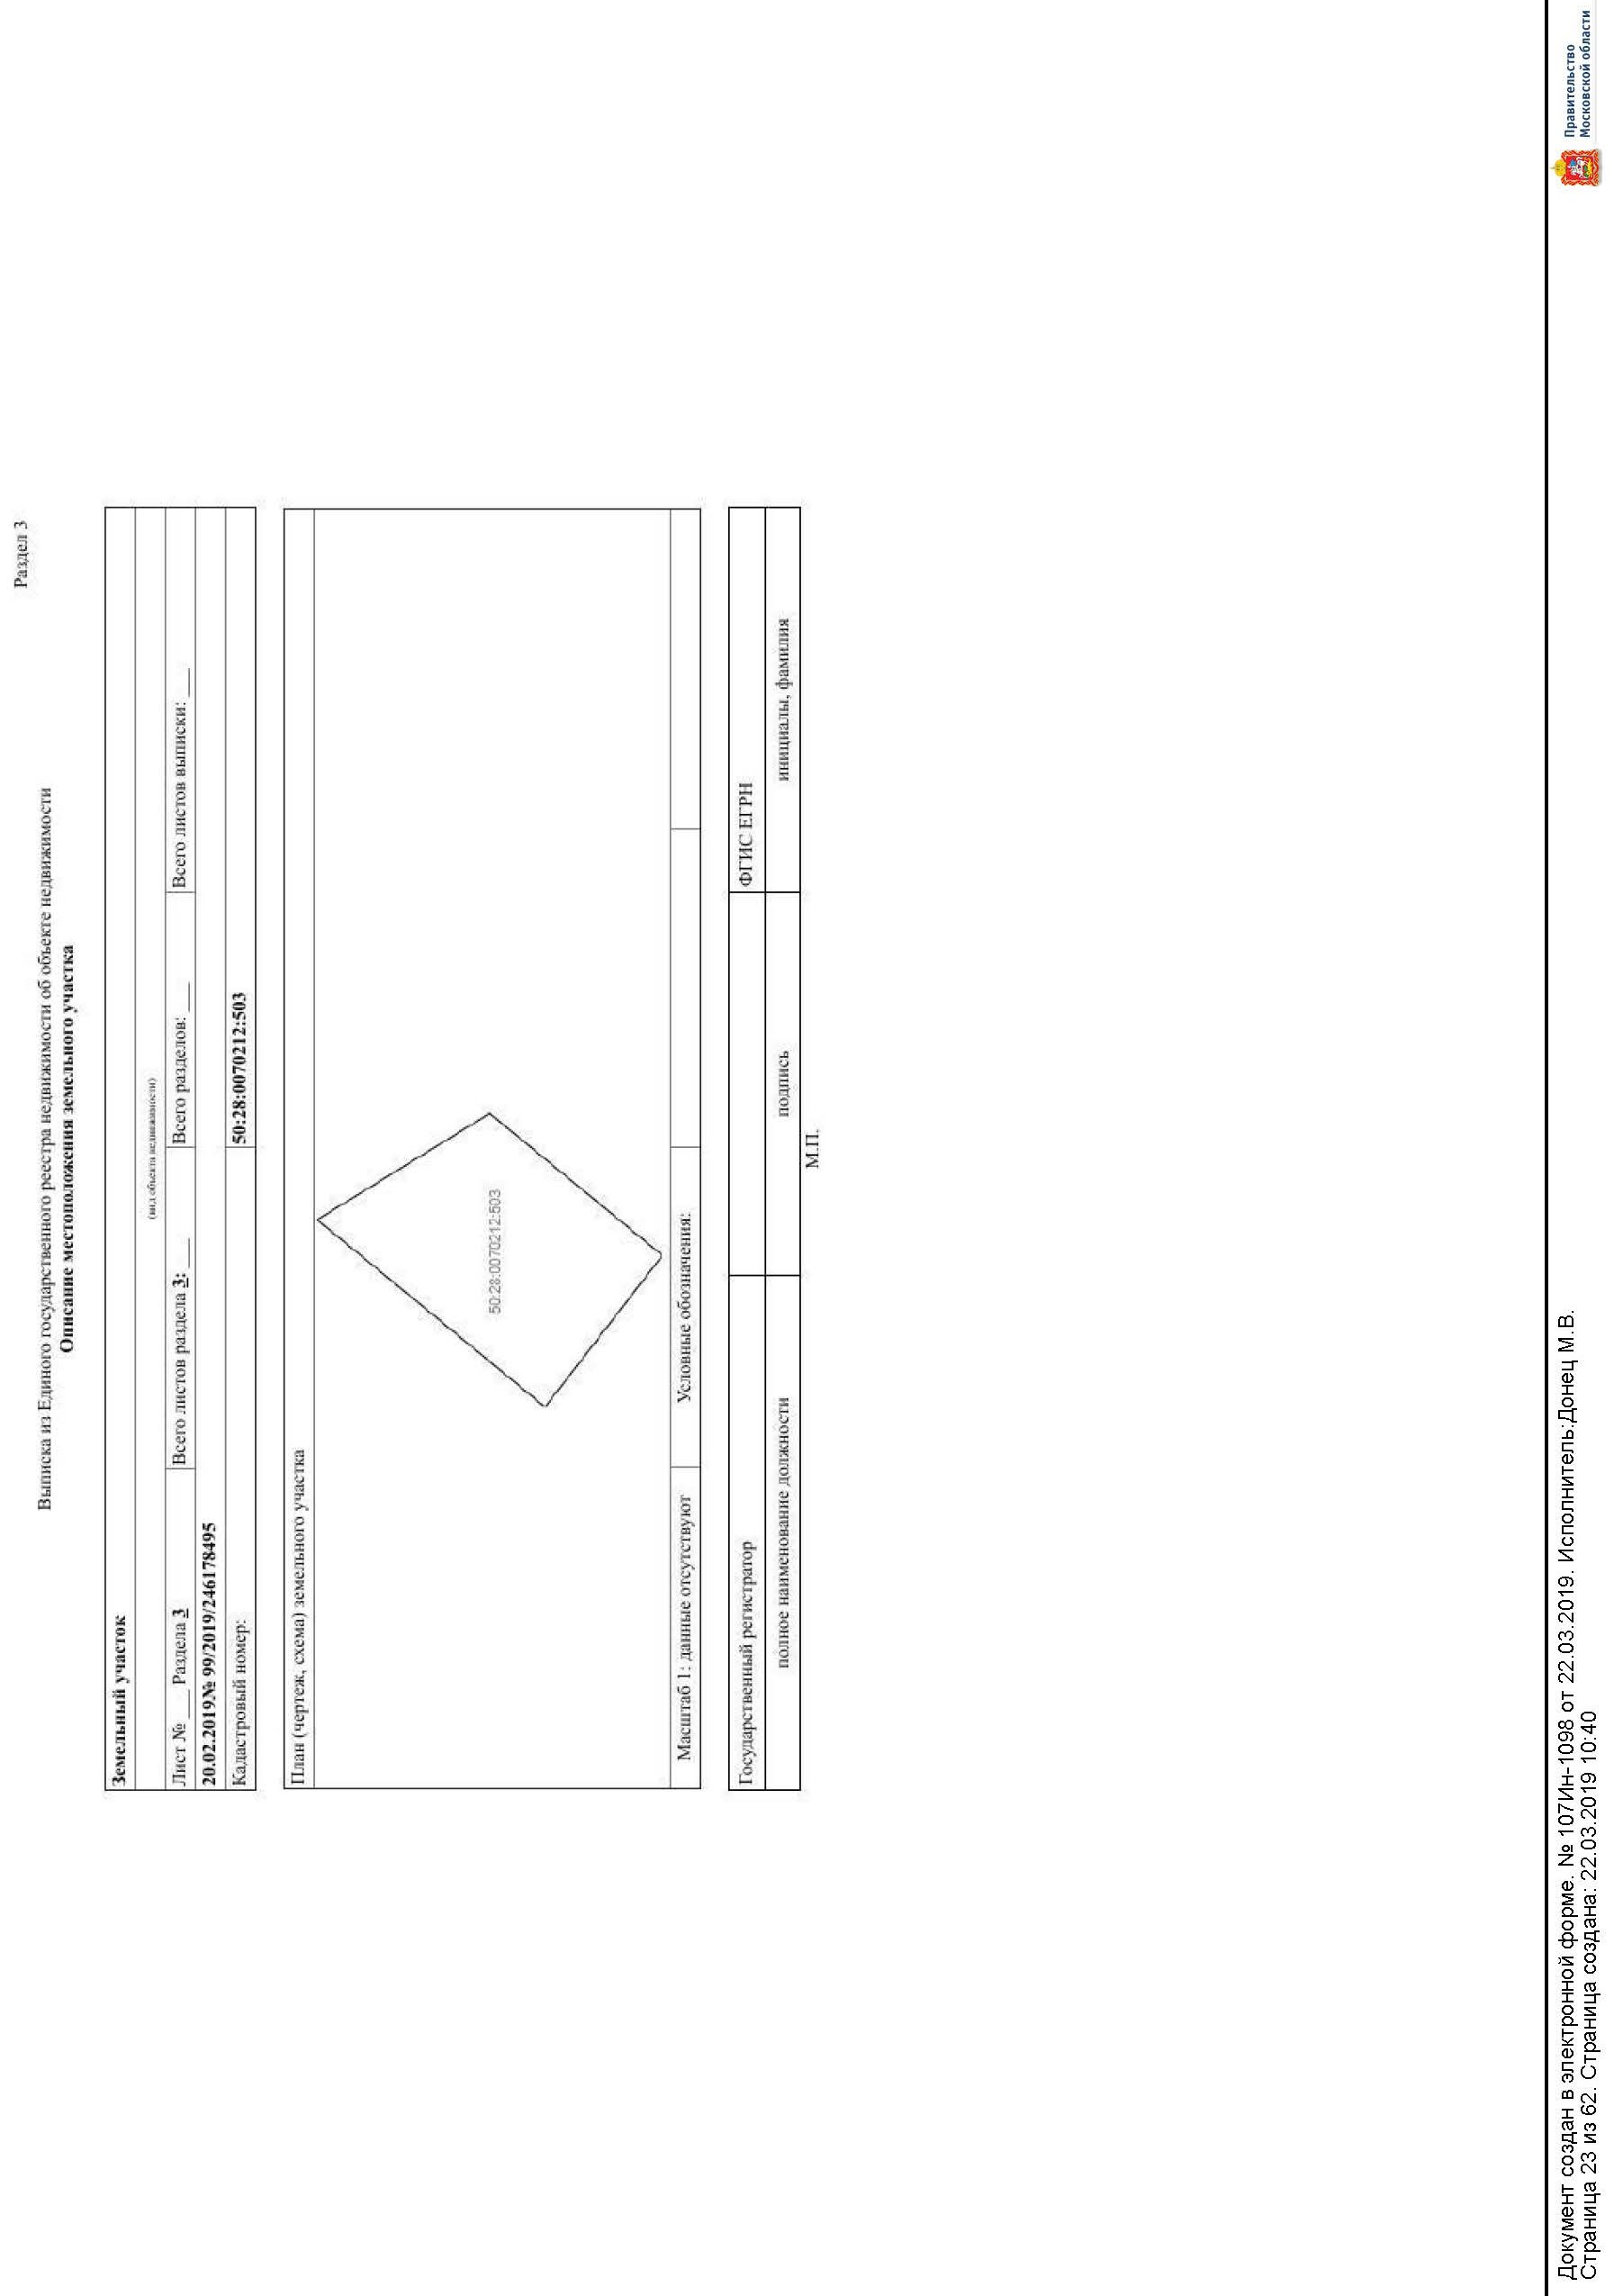 Раздел 3
Выписка из Единого государственного реестра недвижимости об объекте недвижимости
Описание местоположения земельного участка
Земельный участок
(вид объекта недвижимости)
Лист № ___ Раздела 3 Всего листов раздела 3: ___ Всего разделов: ___ Всего листов выписки: ___
20.02.2019№ 99/2019/246178495
Кадастровый номер: 50:28:0070212:503
План (чертеж, схема) земельного участка
50:28:0070212:503
Масштаб 1: данные отсутствуют Условные обозначения:
Государственный регистратор ФГИС ЕГРН
полное наименование должности подпись инициалы, фамилия
М.П.
Документ создан в электронной форме. № 107Ин-1098 от 22.03.2019. Исполнитель:Донец М.В.
Страница 23 из 62. Страница создана: 22.03.2019 10:40
Правительство
Московской области